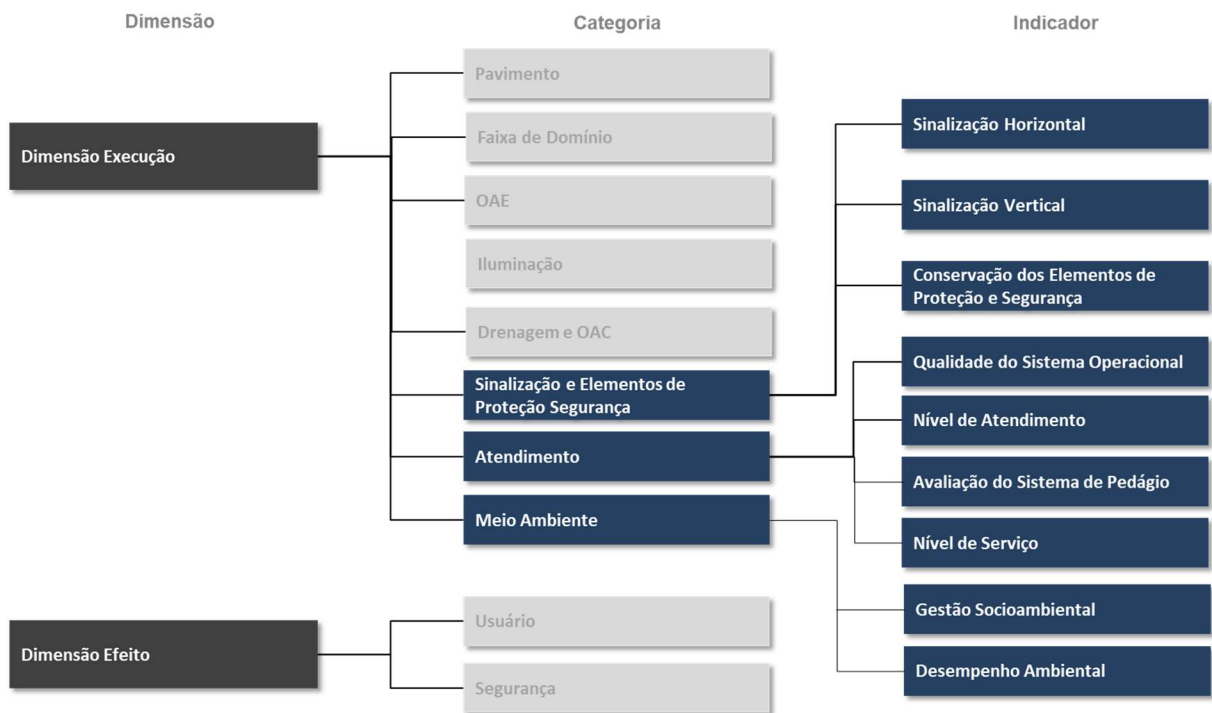 Dimensão
Categoria
Indicador
Dimensão Execução
Dimensão Efeito
Pavimento
Faixa de Domínio
OAE
Iluminação
Drenagem e OAC
Sinalização e Elementos de
Proteção Segurança
Atendimento
Meio Ambiente
Usuário
Segurança
Sinalização Horizontal
Sinalização Vertical
Conservação dos Elementos de
Proteção e Segurança
Qualidade do Sistema Operacional
Nível de Atendimento
Avaliação do Sistema de Pedágio
Nível de Serviço
Gestão Socioambiental
Desempenho Ambiental